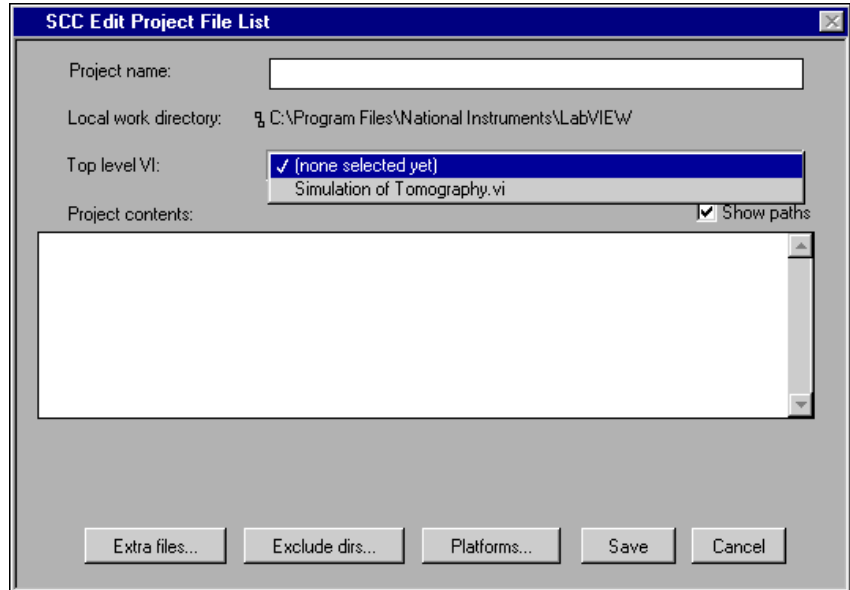 SCC Edit Project File List
Project name:
Local work directory: C:\Program Files\National Instruments\LabVIEW
Top level VI: (none selected yet)
Simulation of Tomography.vi
Project contents: Show paths
Extra files... Exclude dirs... Platforms... Save Cancel